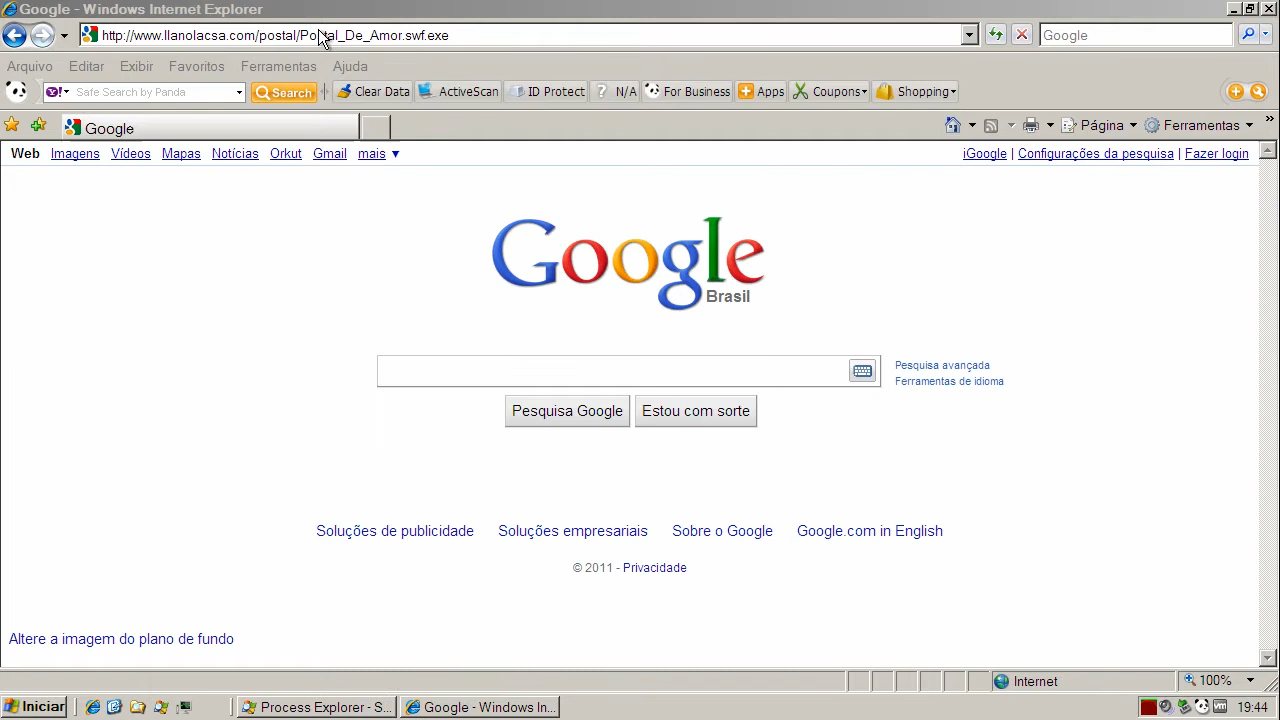 Google - Windows Internet Explorer
http://www.llanolacsa.com/postal/Postal_De_Amor.swf.exe
Google
Arquivo Editar Exibir Favoritos Ferramentas Ajuda
Y! Safe Search by Panda Search Clear Data ActiveScan ID Protect N/A For Business Apps Coupons Shopping
Google
Página Ferramentas
Web Imagens Vídeos Mapas Notícias Orkut Gmail mais ▼
iGoogle | Configurações da pesquisa | Fazer login
Google
Brasil
Pesquisa avançada
Ferramentas de idioma
Pesquisa Google Estou com sorte
Soluções de publicidade Soluções empresariais Sobre o Google Google.com in English
© 2011 - Privacidade
Altere a imagem do plano de fundo
Internet 100%
Iniciar Process Explorer - S... Google - Windows In... 19:44